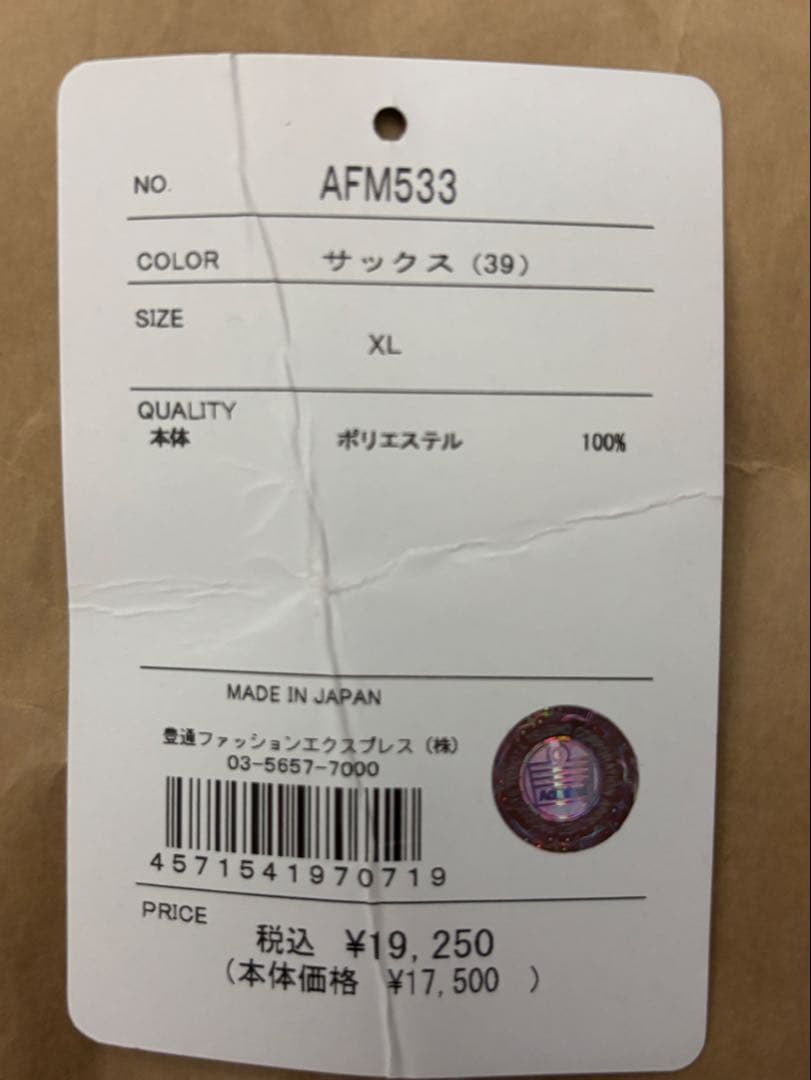 NO. AFM533
COLOR サックス（39）
SIZE
XL
QUALITY
本体 ポリエステル 100%
MADE IN JAPAN
豊通ファッションエクスプレス（株）
03-5657-7000
4571541970719
PRICE
税込 ¥19,250
（本体価格 ¥17,500 ）